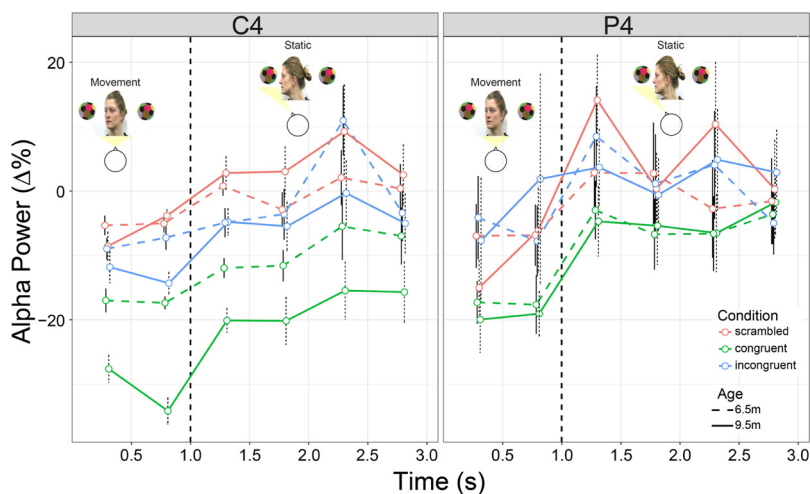 C4
P4
Alpha Power (Δ%)
20
0
−20
Movement
Static
Movement
Static
Condition
scrambled
congruent
incongruent
Age
6.5m
9.5m
0.5 1.0 1.5 2.0 2.5 3.0
0.5 1.0 1.5 2.0 2.5 3.0
Time (s)